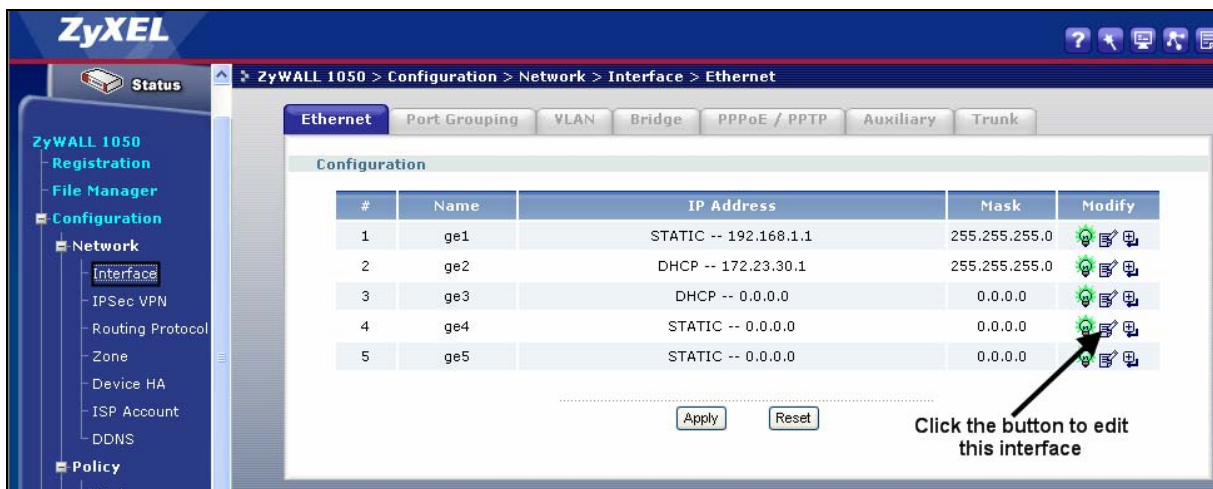 ZyXEL
?
Status
ZyWALL 1050 > Configuration > Network > Interface > Ethernet
Ethernet Port Grouping VLAN Bridge PPPoE / PPTP Auxiliary Trunk
ZyWALL 1050
Registration
File Manager
Configuration
Network
Interface
IPSec VPN
Routing Protocol
Zone
Device HA
ISP Account
DDNS
Policy
Configuration
# Name IP Address Mask Modify
1 ge1 STATIC -- 192.168.1.1 255.255.255.0
2 ge2 DHCP -- 172.23.30.1 255.255.255.0
3 ge3 DHCP -- 0.0.0.0 0.0.0.0
4 ge4 STATIC -- 0.0.0.0 0.0.0.0
5 ge5 STATIC -- 0.0.0.0 0.0.0.0
Apply Reset
Click the button to edit
this interface